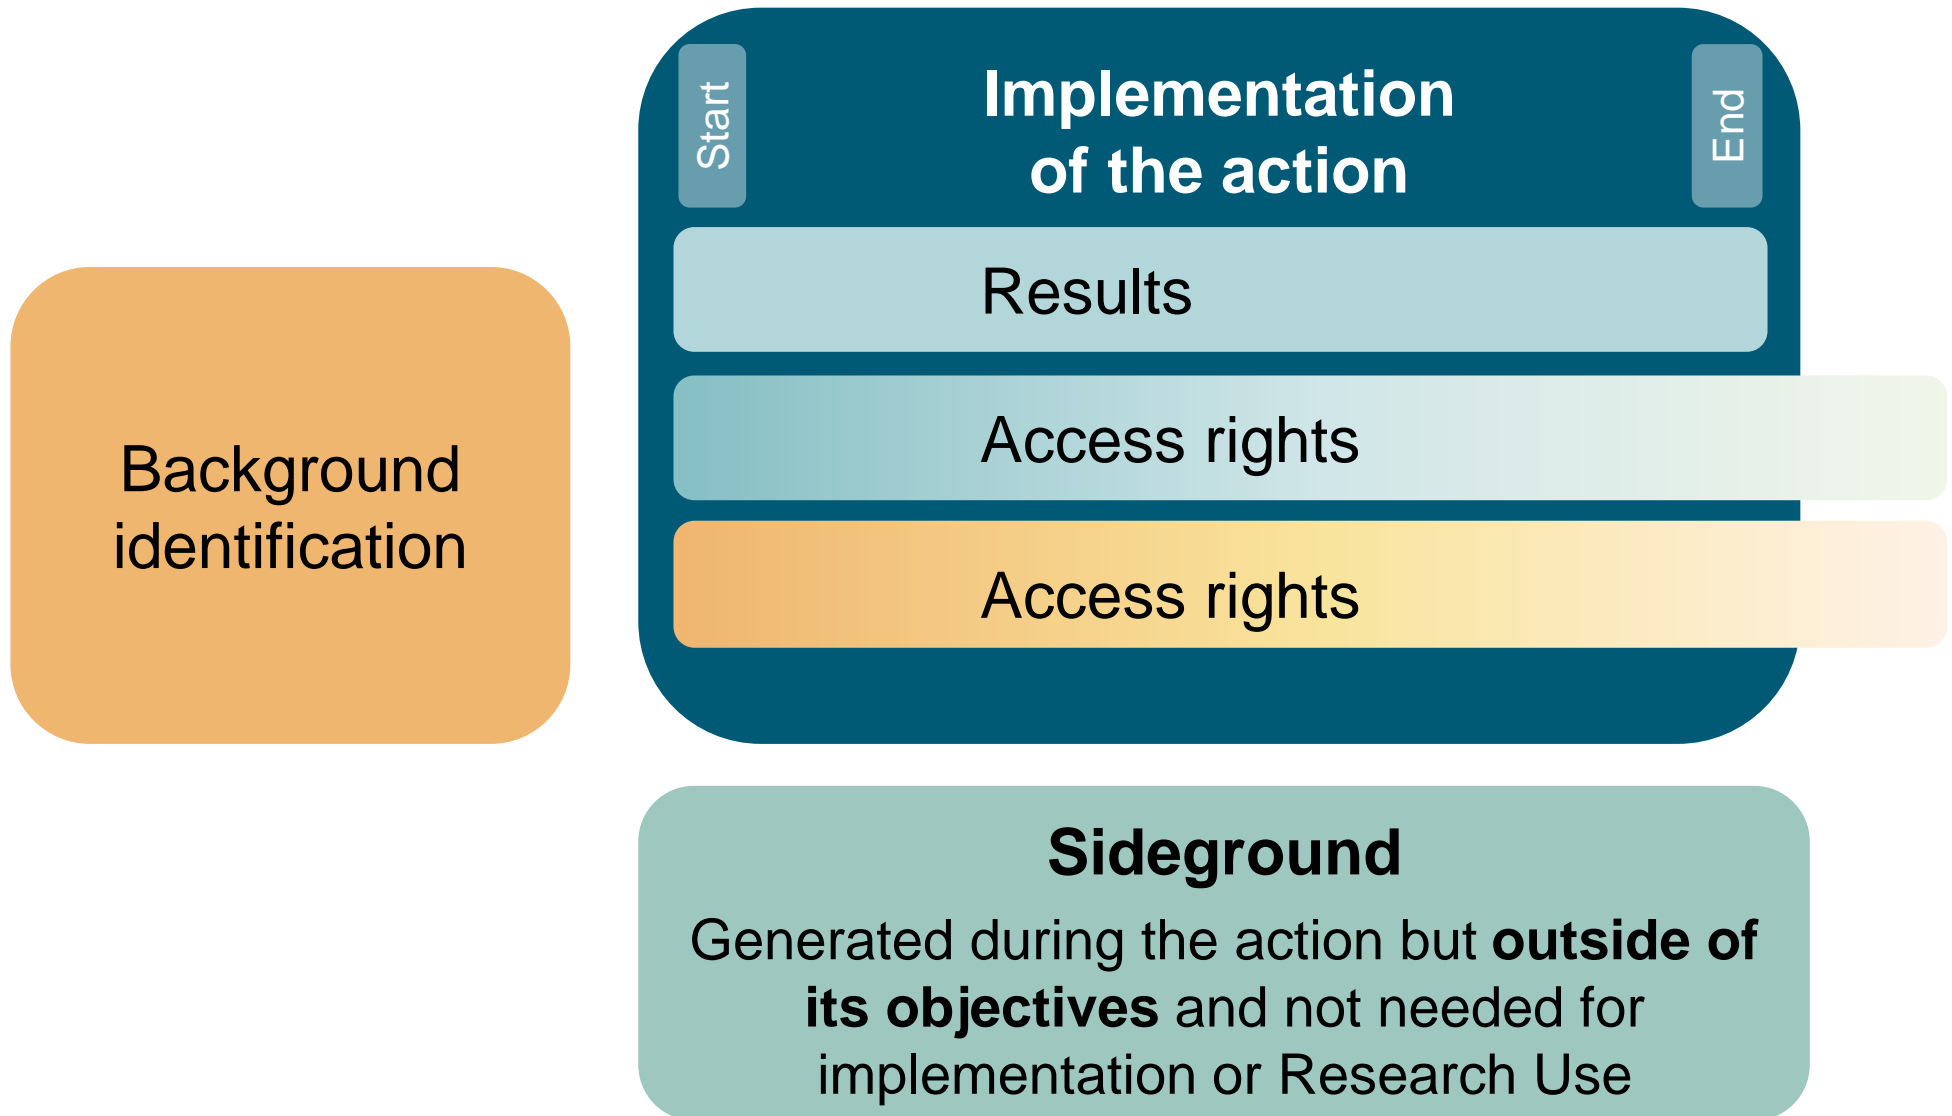 Start
Implementation
of the action
End
Results
Access rights
Access rights
Background
identification
Sideground
Generated during the action but outside of
its objectives and not needed for
implementation or Research Use